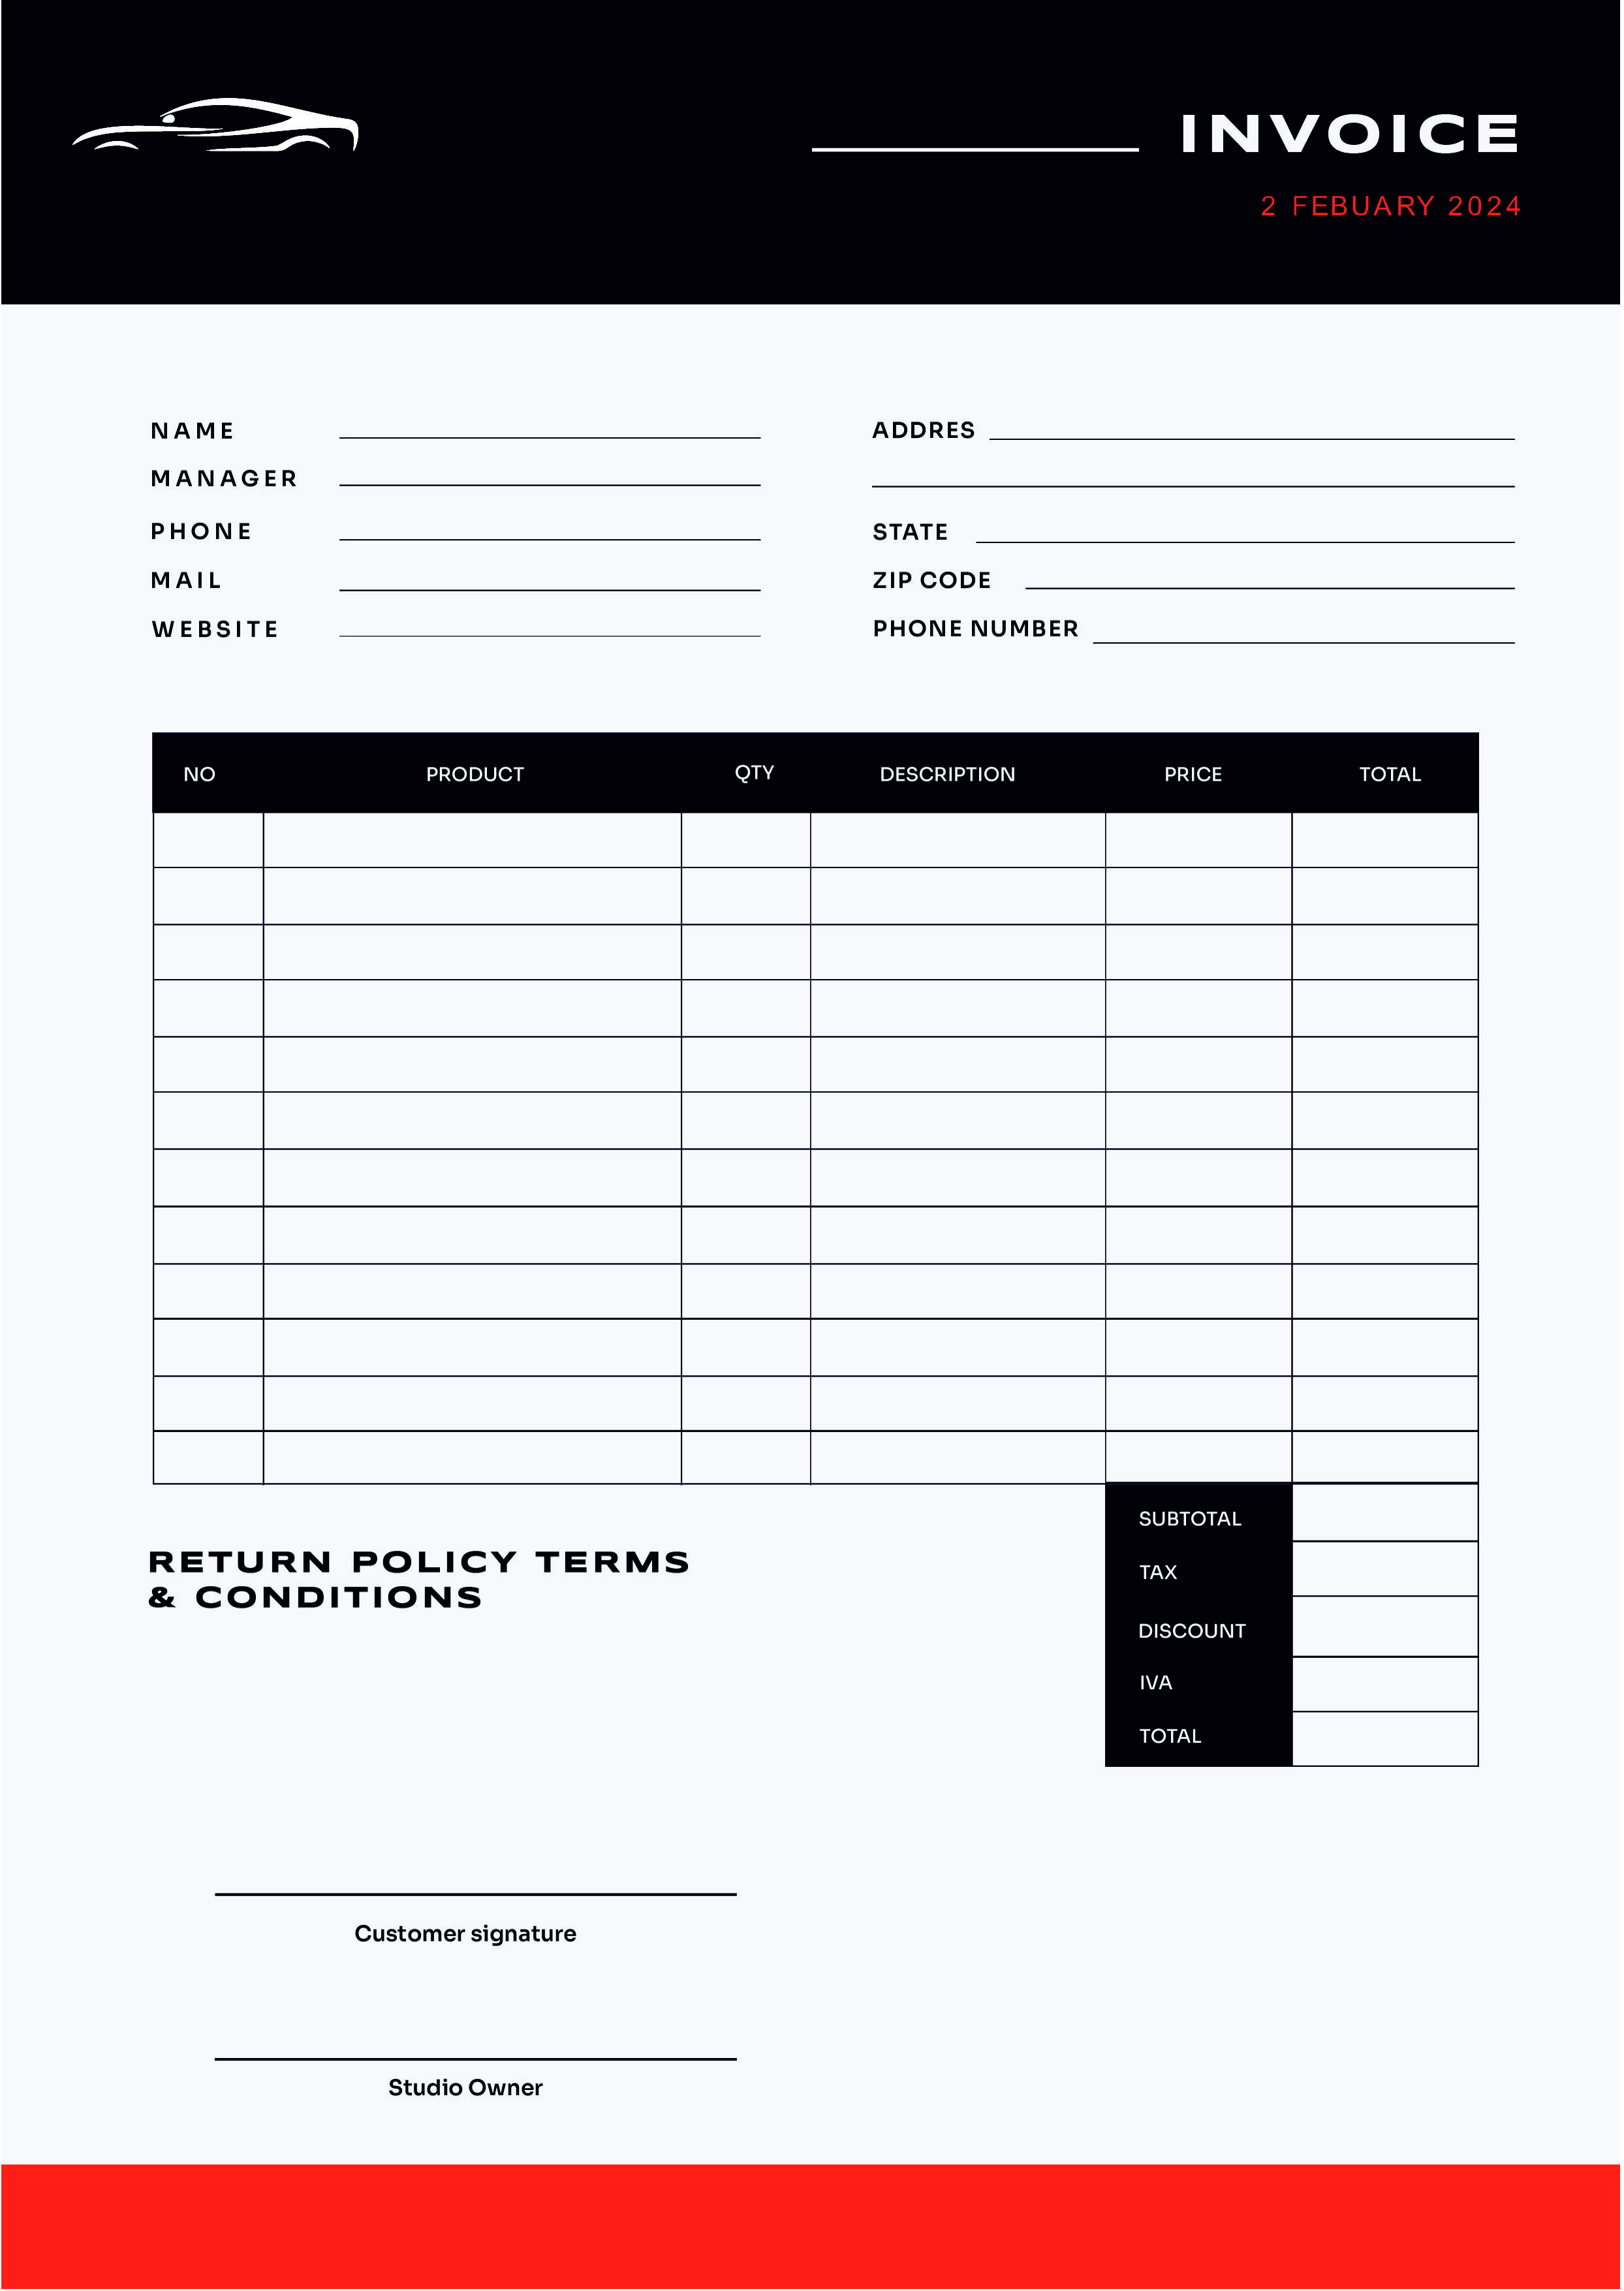 INVOICE
2 FEBUARY 2024
NAME
MANAGER
PHONE
MAIL
WEBSITE
ADDRES
STATE
ZIP CODE
PHONE NUMBER
NO PRODUCT QTY DESCRIPTION PRICE TOTAL
SUBTOTAL
TAX
DISCOUNT
IVA
TOTAL
RETURN POLICY TERMS
& CONDITIONS
Customer signature
Studio Owner